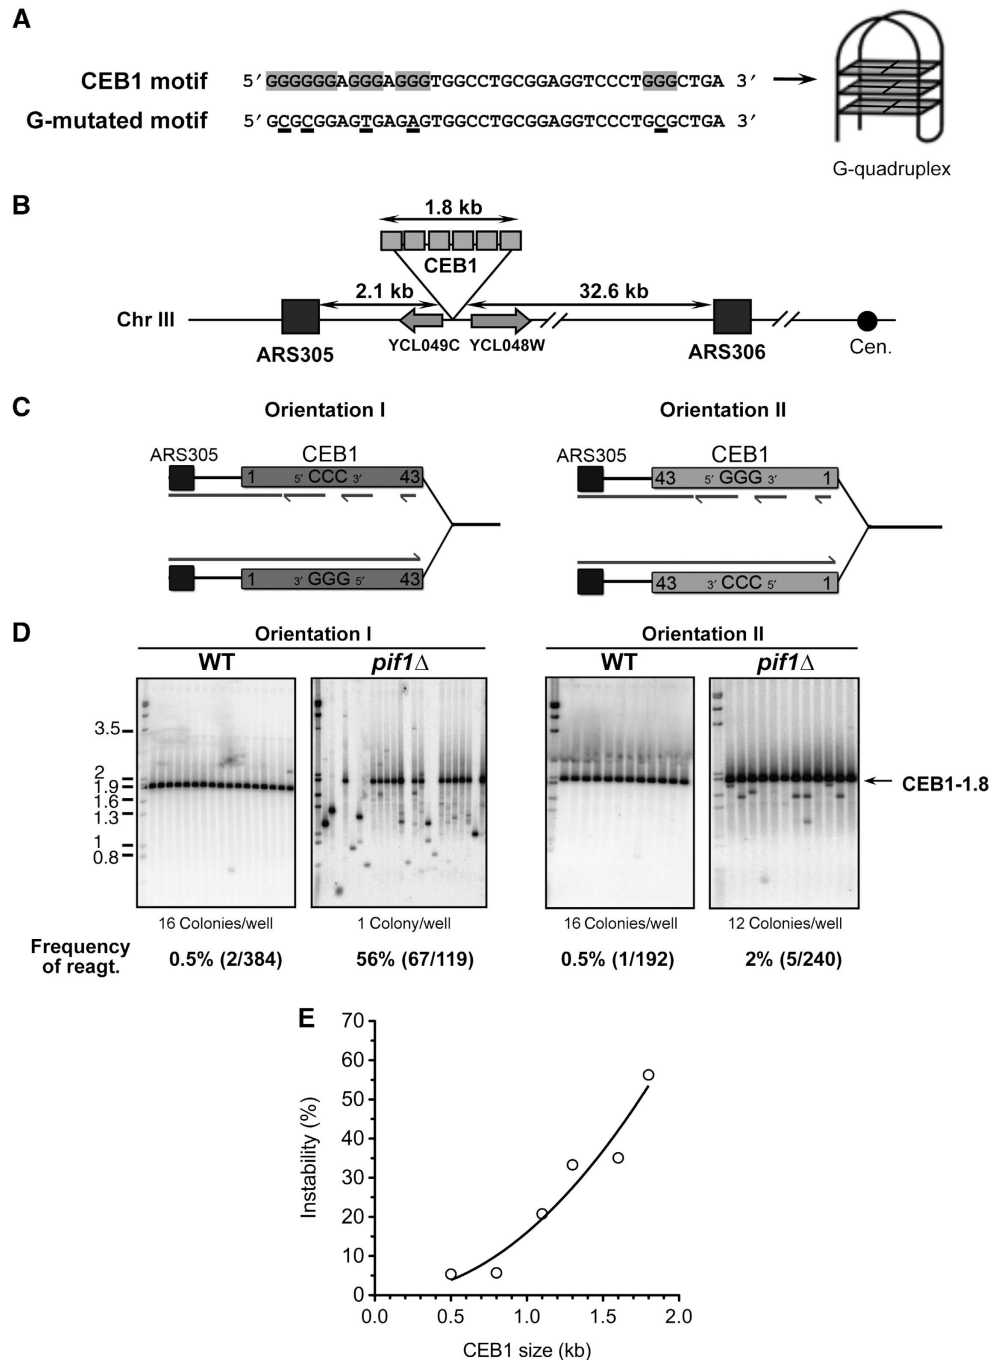 A
CEB1 motif 5′ GGGGGGAGGGAGGGTGGCCTGCGGAGGTCCCTGGGCTGA 3′
G-mutated motif 5′ GCGCGGAGTGAGAGTGGCCTGCGGAGGTCCCTGCGCTGA 3′
G-quadruplex
B
1.8 kb
CEB1
2.1 kb 32.6 kb
Chr III
ARS305 YCL049C YCL048W ARS306 Cen.
C
Orientation I Orientation II
ARS305 CEB1 ARS305 CEB1
1 5′ CCC 3′ 43 43 5′ GGG 3′ 1
1 3′ GGG 5′ 43 43 3′ CCC 5′ 1
D
Orientation I Orientation II
WT pif1Δ WT pif1Δ
3.5
2
1.9
1.6
1.3
1
0.8
CEB1-1.8
16 Colonies/well 1 Colony/well 16 Colonies/well 12 Colonies/well
Frequency
of reagt.
0.5% (2/384) 56% (67/119) 0.5% (1/192) 2% (5/240)
E
70
60
50
40
30
20
10
0
Instability (%)
0.0 0.5 1.0 1.5 2.0
CEB1 size (kb)